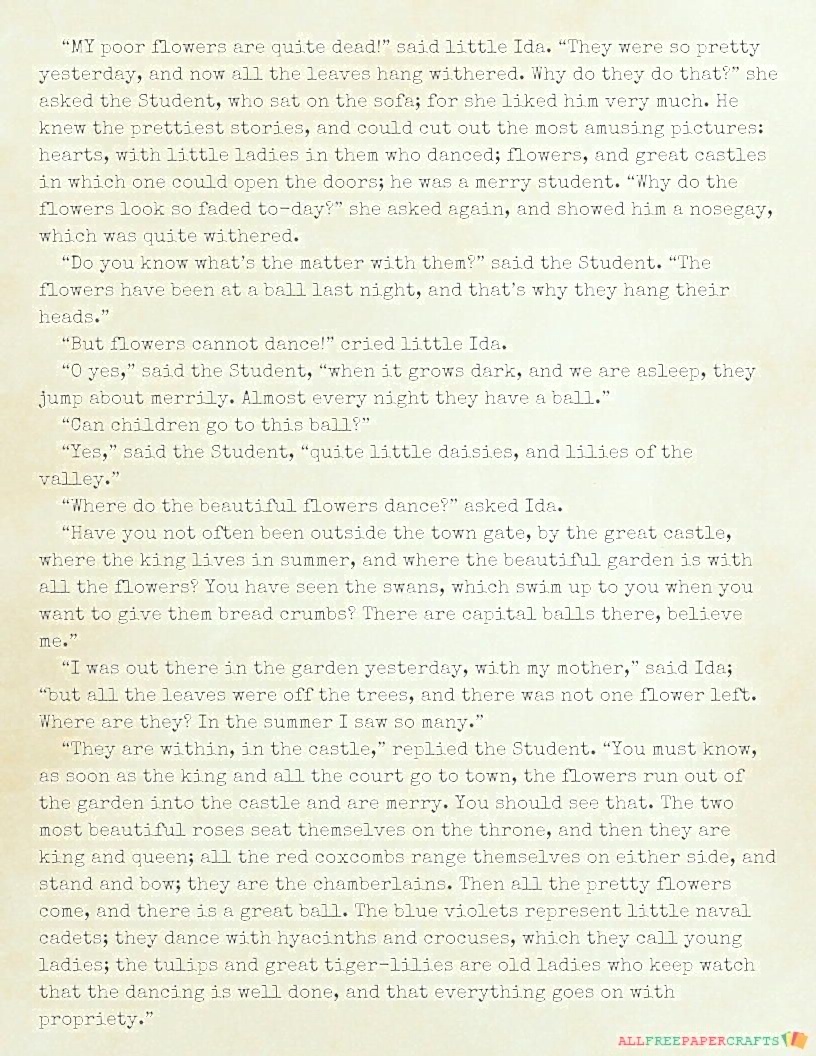 “MY poor flowers are quite dead!” said little Ida. “They were so pretty
yesterday, and now all the leaves hang withered. Why do they do that?” she
asked the Student, who sat on the sofa; for she liked him very much. He
knew the prettiest stories, and could cut out the most amusing pictures:
hearts, with little ladies in them who danced; flowers, and great castles
in which one could open the doors; he was a merry student. “Why do the
flowers look so faded to-day?” she asked again, and showed him a nosegay,
which was quite withered.
“Do you know what’s the matter with them?” said the Student. “The
flowers have been at a ball last night, and that’s why they hang their
heads.”
“But flowers cannot dance!” cried little Ida.
“O yes,” said the Student, “when it grows dark, and we are asleep, they
jump about merrily. Almost every night they have a ball.”
“Can children go to this ball?”
“Yes,” said the Student, “quite little daisies, and lilies of the
valley.”
“Where do the beautiful flowers dance?” asked Ida.
“Have you not often been outside the town gate, by the great castle,
where the king lives in summer, and where the beautiful garden is with
all the flowers? You have seen the swans, which swim up to you when you
want to give them bread crumbs? There are capital balls there, believe
me.”
“I was out there in the garden yesterday, with my mother,” said Ida;
“but all the leaves were off the trees, and there was not one flower left.
Where are they? In the summer I saw so many.”
“They are within, in the castle,” replied the Student. “You must know,
as soon as the king and all the court go to town, the flowers run out of
the garden into the castle and are merry. You should see that. The two
most beautiful roses seat themselves on the throne, and then they are
king and queen; all the red coxcombs range themselves on either side, and
stand and bow; they are the chamberlains. Then all the pretty flowers
come, and there is a great ball. The blue violets represent little naval
cadets; they dance with hyacinths and crocuses, which they call young
ladies; the tulips and great tiger-lilies are old ladies who keep watch
that the dancing is well done, and that everything goes on with
propriety.”
ALLFREEPAPERCRAFTS